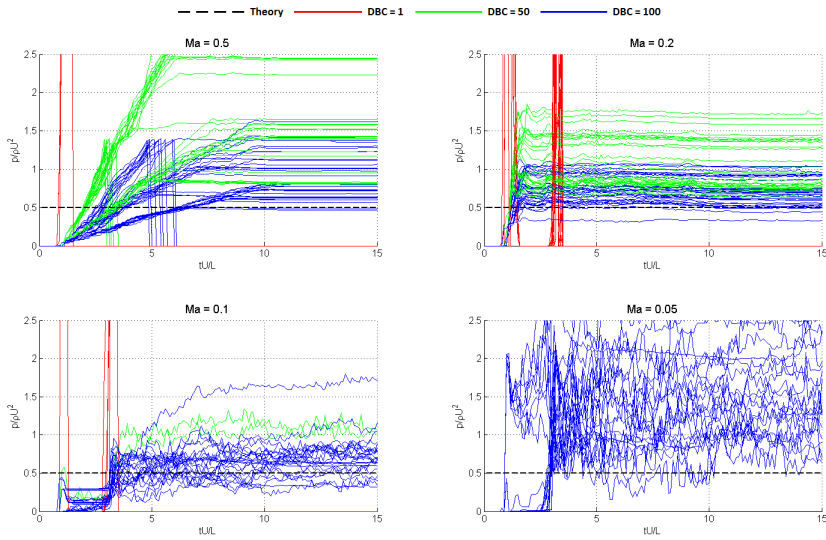 Theory DBC = 1 DBC = 50 DBC = 100
Ma = 0.5 Ma = 0.2
2.5 2.5
2 2
1.5 1.5
p/ρU² p/ρU²
1 1
0.5 0.5
0 0
0 5 10 15 0 5 10 15
tU/L tU/L
Ma = 0.1 Ma = 0.05
2.5 2.5
2 2
1.5 1.5
p/ρU² p/ρU²
1 1
0.5 0.5
0 0
0 5 10 15 0 5 10 15
tU/L tU/L